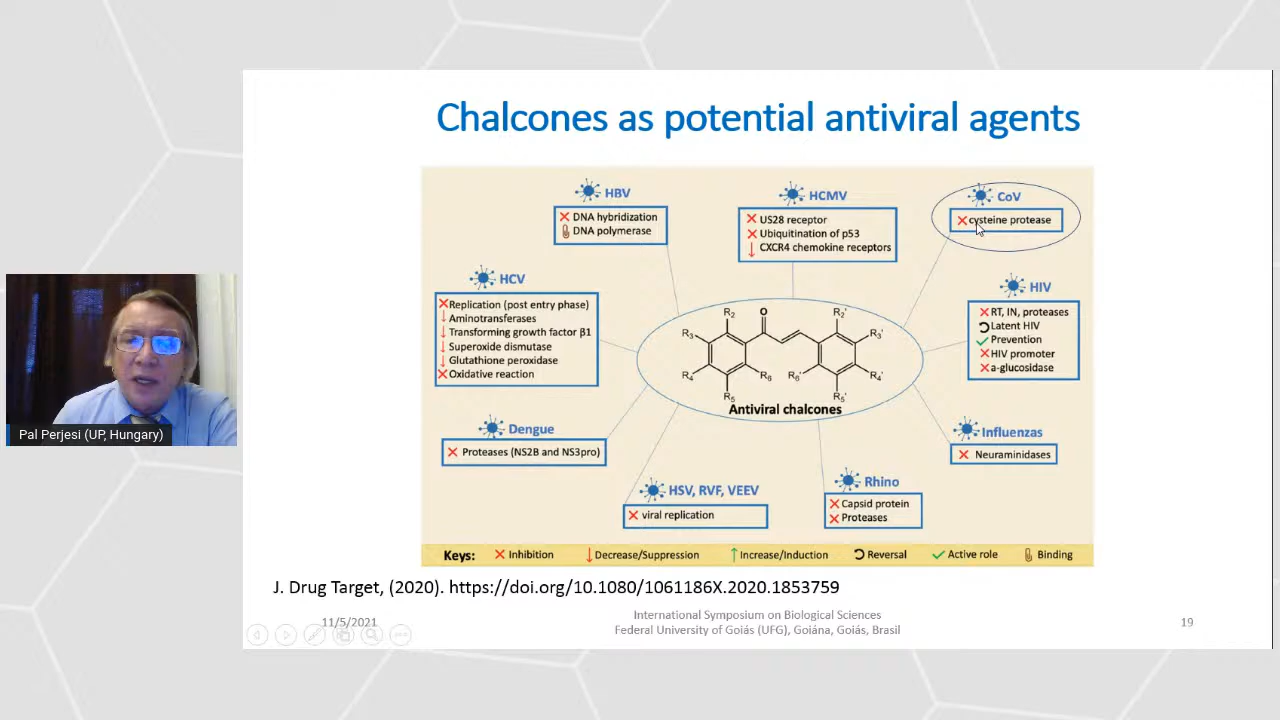 Chalcones as potential antiviral agents
HBV
DNA hybridization
DNA polymerase
HCMV
US28 receptor
Ubiquitination of p53
CXCR4 chemokine receptors
CoV
cysteine protease
HCV
Replication (post entry phase)
Aminotransferases
Transforming growth factor β1
Superoxide dismutase
Glutathione peroxidase
Oxidative reaction
HIV
RT, IN, proteases
Latent HIV
Prevention
HIV promoter
a-glucosidase
O
R2
R3
R4
R5
R6
R2'
R3'
R4'
R5'
R6'
Antiviral chalcones
Dengue
Proteases (NS2B and NS3pro)
Influenzas
Neuraminidases
HSV, RVF, VEEV
viral replication
Rhino
Capsid protein
Proteases
Keys: Inhibition Decrease/Suppression Increase/Induction Reversal Active role Binding
J. Drug Target, (2020). https://doi.org/10.1080/1061186X.2020.1853759
11/5/2021
International Symposium on Biological Sciences
Federal University of Goiás (UFG), Goiána, Goiás, Brasil
19
Pal Perjesi (UP, Hungary)